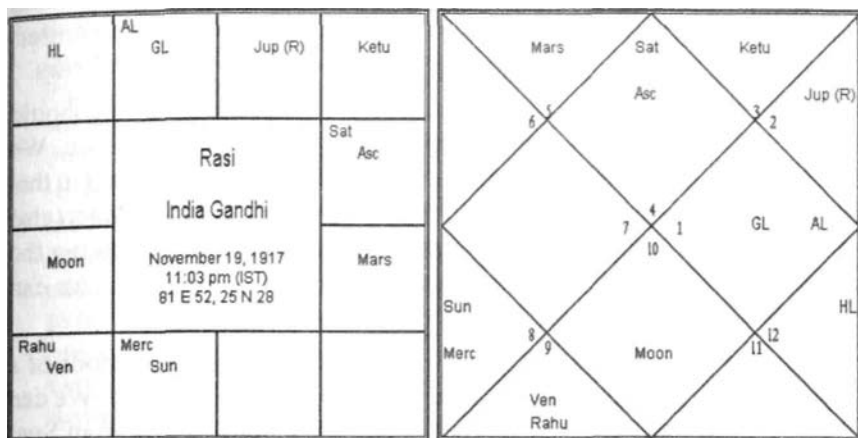 HL
AL
GL
Jup (R)
Ketu
Sat
Asc
Rasi
India Gandhi
November 19, 1917
11:03 pm (IST)
81 E 52, 25 N 28
Moon
Mars
Rahu
Ven
Merc
Sun
Mars
Sat
Ketu
Asc
Jup (R)
5
3
6
2
4
7
1
GL
AL
10
Sun
HL
8
12
Merc
9
Moon
11
Ven
Rahu